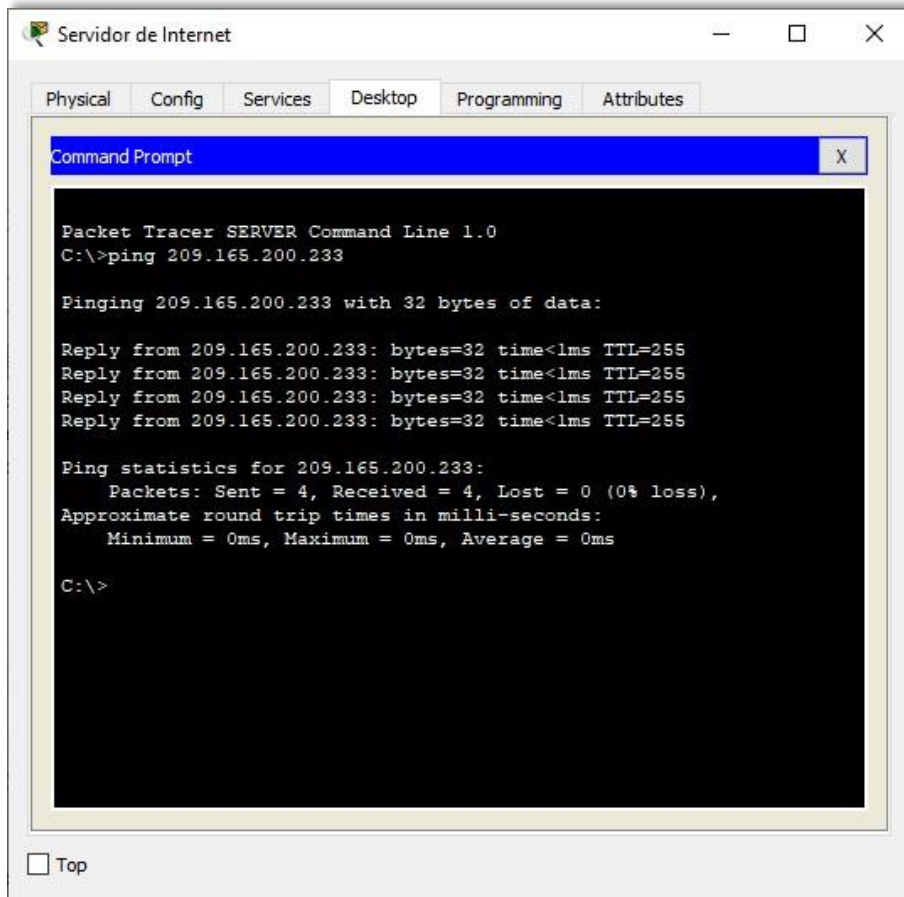 Servidor de Internet
Physical Config Services Desktop Programming Attributes
Command Prompt X
Packet Tracer SERVER Command Line 1.0
C:\>ping 209.165.200.233
Pinging 209.165.200.233 with 32 bytes of data:
Reply from 209.165.200.233: bytes=32 time<1ms TTL=255
Reply from 209.165.200.233: bytes=32 time<1ms TTL=255
Reply from 209.165.200.233: bytes=32 time<1ms TTL=255
Reply from 209.165.200.233: bytes=32 time<1ms TTL=255
Ping statistics for 209.165.200.233:
    Packets: Sent = 4, Received = 4, Lost = 0 (0% loss),
Approximate round trip times in milli-seconds:
    Minimum = 0ms, Maximum = 0ms, Average = 0ms
C:\>
Top